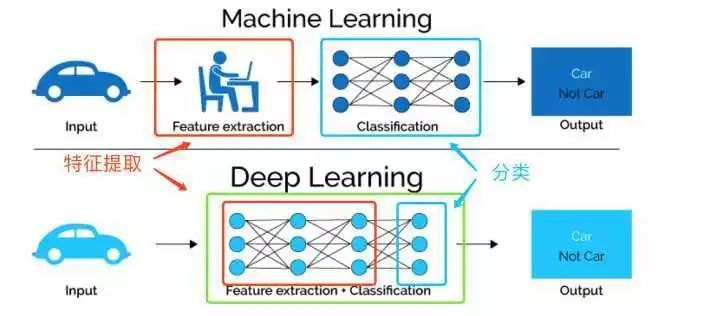 Machine Learning
Car
Not Car
Input
Feature extraction
Classification
Output
特征提取
分类
Deep Learning
Car
Not Car
Input
Feature extraction + Classification
Output